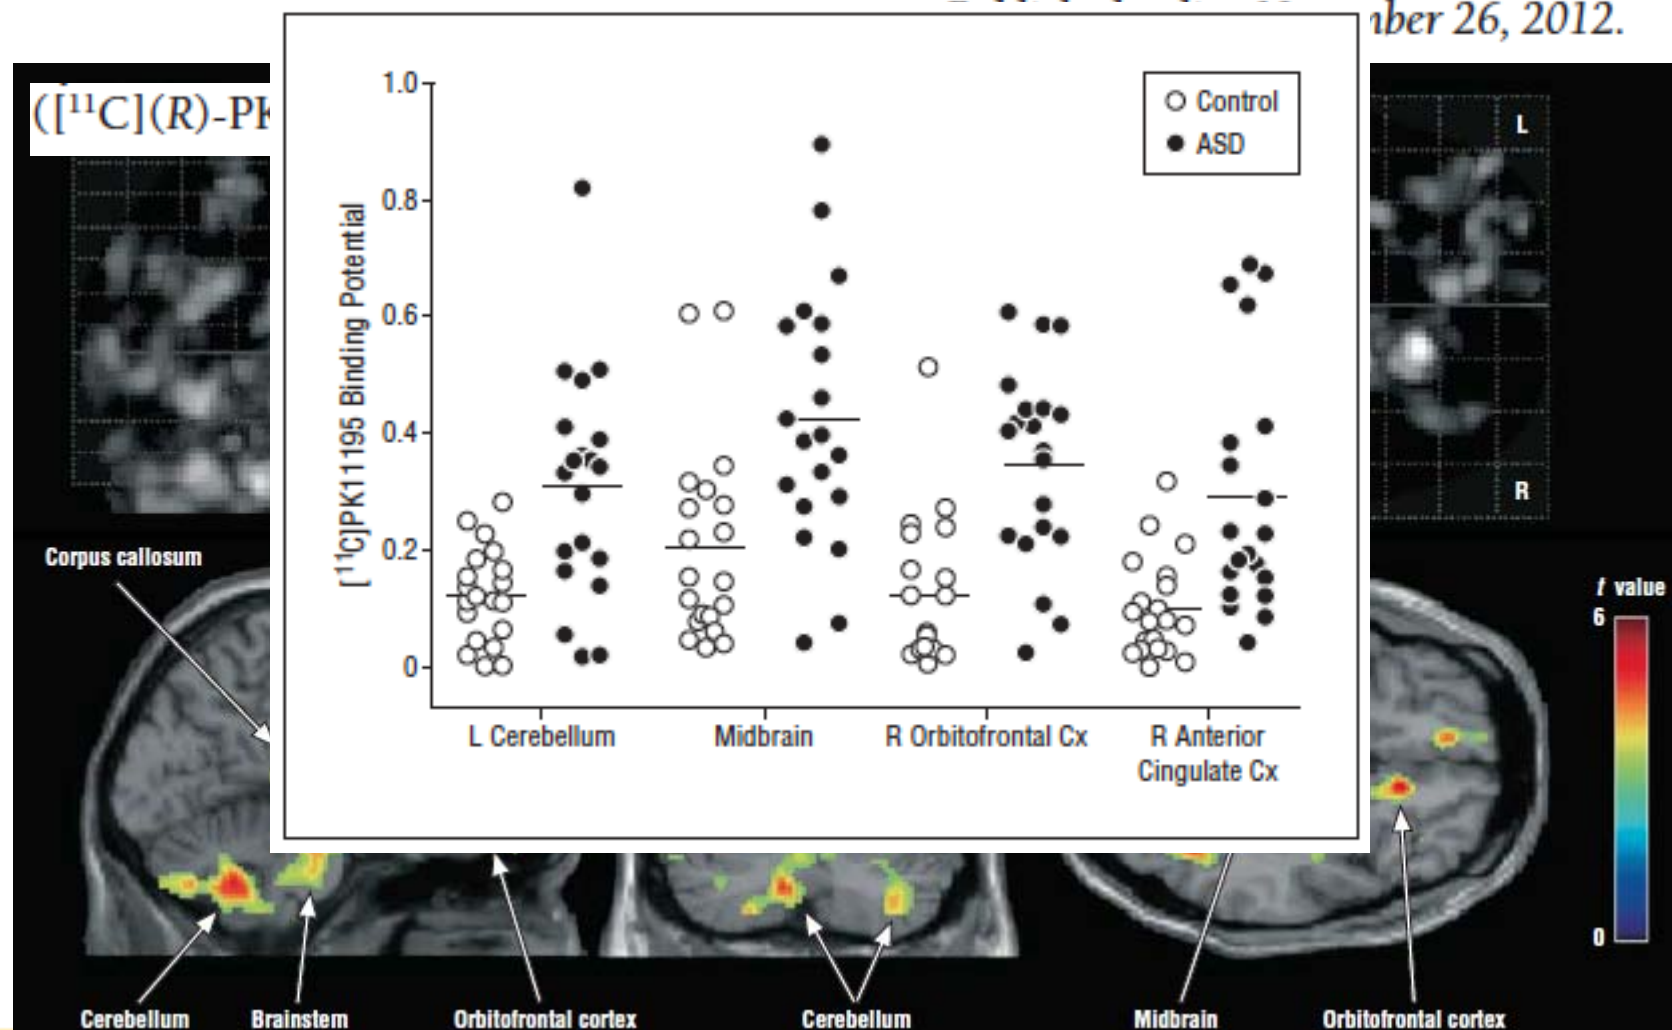 mber 26, 2012.
([¹¹C](R)-PK
1.0
0.8
0.6
0.4
0.2
0
[¹¹C]PK11195 Binding Potential
Control
ASD
L Cerebellum
Midbrain
R Orbitofrontal Cx
R Anterior
Cingulate Cx
L
R
Corpus callosum
t value
6
0
Cerebellum
Brainstem
Orbitofrontal cortex
Cerebellum
Midbrain
Orbitofrontal cortex